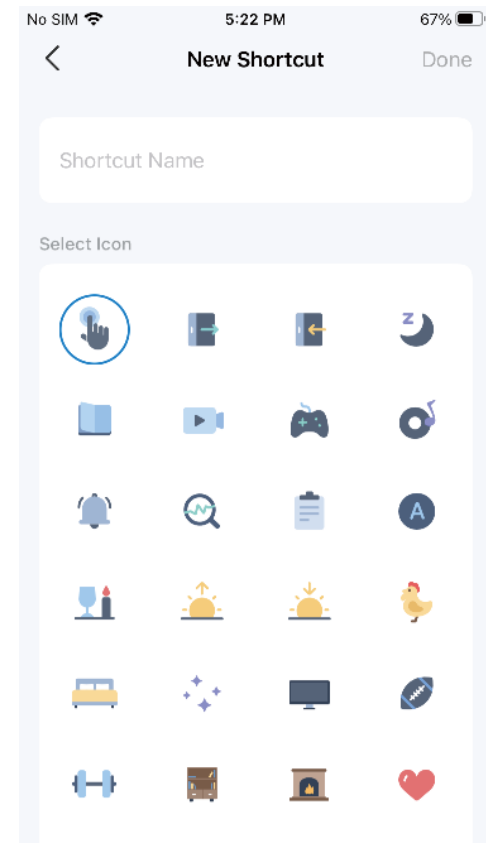 No SIM 5:22 PM 67%
New Shortcut Done
Shortcut Name
Select Icon
z
A